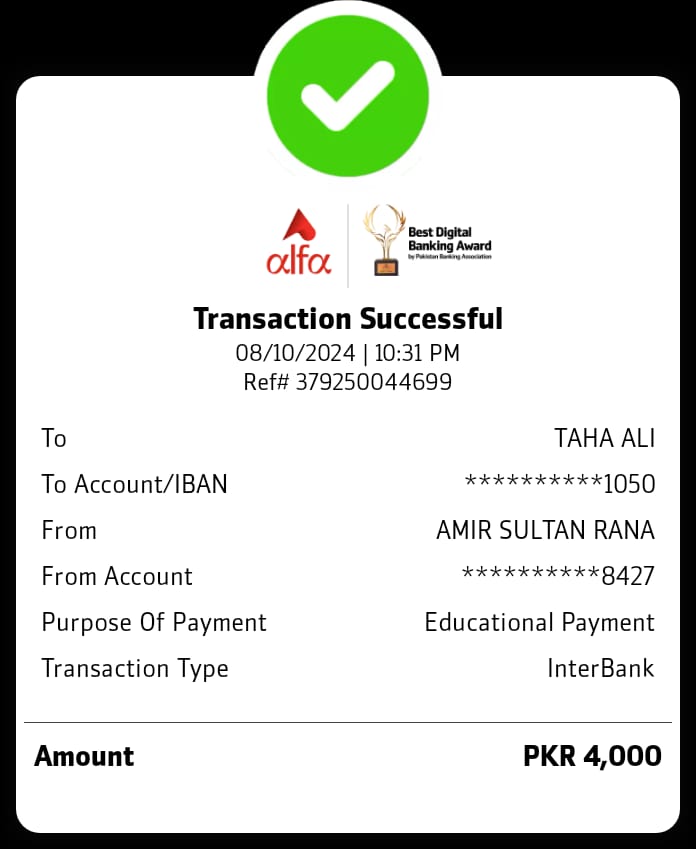 alfa
Best Digital
Banking Award
by Pakistan Banking Association
Transaction Successful
08/10/2024 | 10:31 PM
Ref# 379250044699
To TAHA ALI
To Account/IBAN **********1050
From AMIR SULTAN RANA
From Account **********8427
Purpose Of Payment Educational Payment
Transaction Type InterBank
Amount PKR 4,000